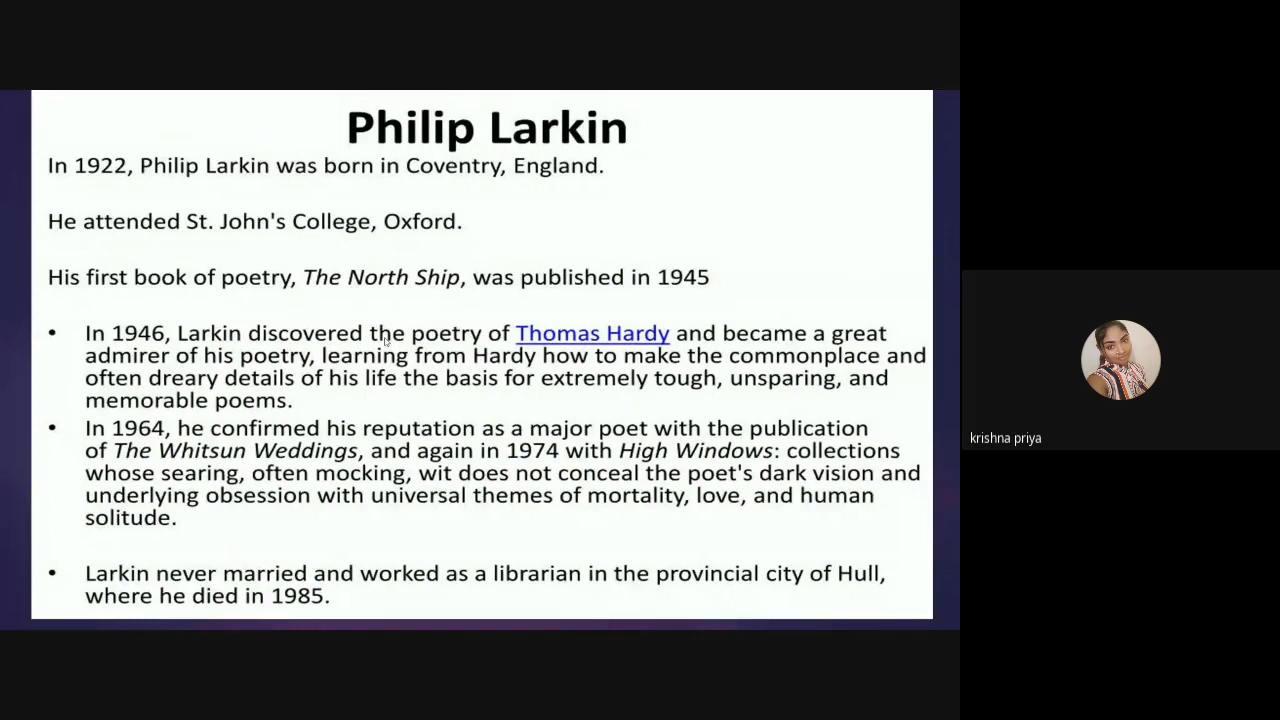 Philip Larkin
In 1922, Philip Larkin was born in Coventry, England.
He attended St. John's College, Oxford.
His first book of poetry, The North Ship, was published in 1945
• In 1946, Larkin discovered the poetry of Thomas Hardy and became a great
admirer of his poetry, learning from Hardy how to make the commonplace and
often dreary details of his life the basis for extremely tough, unsparing, and
memorable poems.
• In 1964, he confirmed his reputation as a major poet with the publication
of The Whitsun Weddings, and again in 1974 with High Windows: collections
whose searing, often mocking, wit does not conceal the poet's dark vision and
underlying obsession with universal themes of mortality, love, and human
solitude.
• Larkin never married and worked as a librarian in the provincial city of Hull,
where he died in 1985.
krishna priya